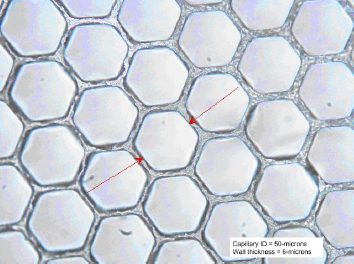 Capillary ID = 50-microns
Wall thickness = 6-microns